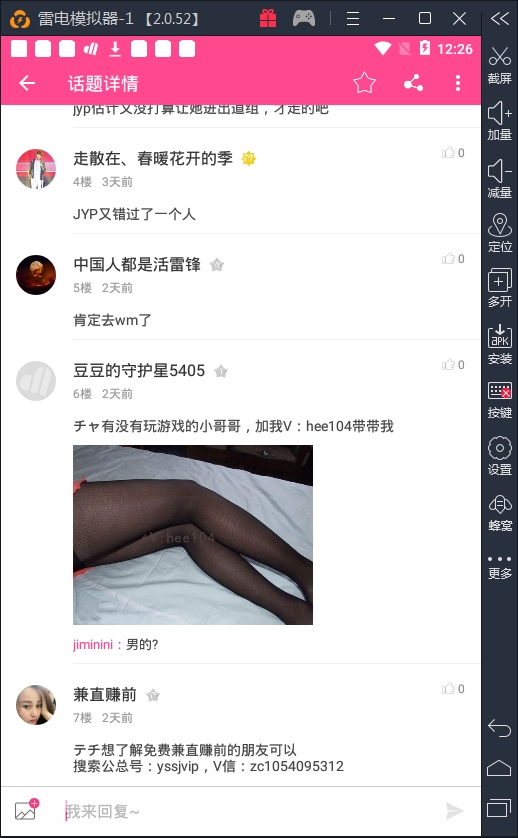 雷电模拟器-1 【2.0.52】
12:26
话题详情
jyp估计又没打算让她进出道组，才走的吧
走散在、春暖花开的季
0
4楼 3天前
JYP又错过了一个人
中国人都是活雷锋
0
5楼 2天前
肯定去wm了
豆豆的守护星5405
0
6楼 2天前
チャ有没有玩游戏的小哥哥，加我V：hee104带带我
+V:hee104
jiminini：男的?
兼直赚前
0
7楼 2天前
テチ想了解免费兼直赚前的朋友可以
搜索公总号：yssjvip，V信：zc1054095312
我来回复~
截屏
加量
减量
定位
多开
APK
安装
按键
设置
蜂窝
更多